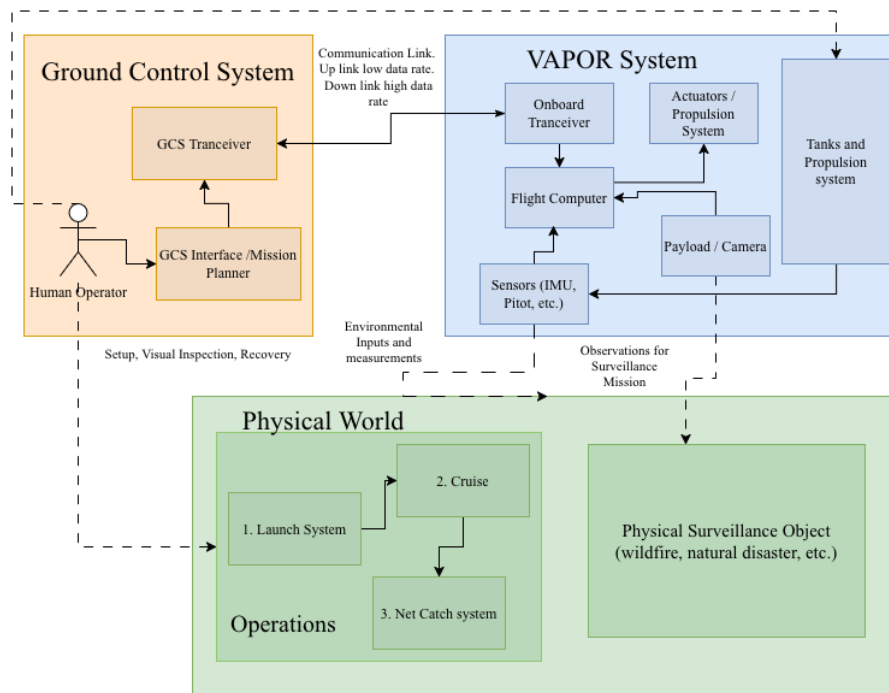 Communication Link.
Up link low data rate.
Down link high data
rate
Ground Control System
GCS Tranceiver
GCS Interface /Mission
Planner
Human Operator
VAPOR System
Onboard
Tranceiver
Actuators /
Propulsion
System
Tanks and
Propulsion
system
Flight Computer
Payload / Camera
Sensors (IMU,
Pitot, etc.)
Setup, Visual Inspection, Recovery
Environmental
Inputs and
measurements
Observations for
Surveillance
Mission
Physical World
1. Launch System
2. Cruise
3. Net Catch system
Operations
Physical Surveillance Object
(wildfire, natural disaster, etc.)